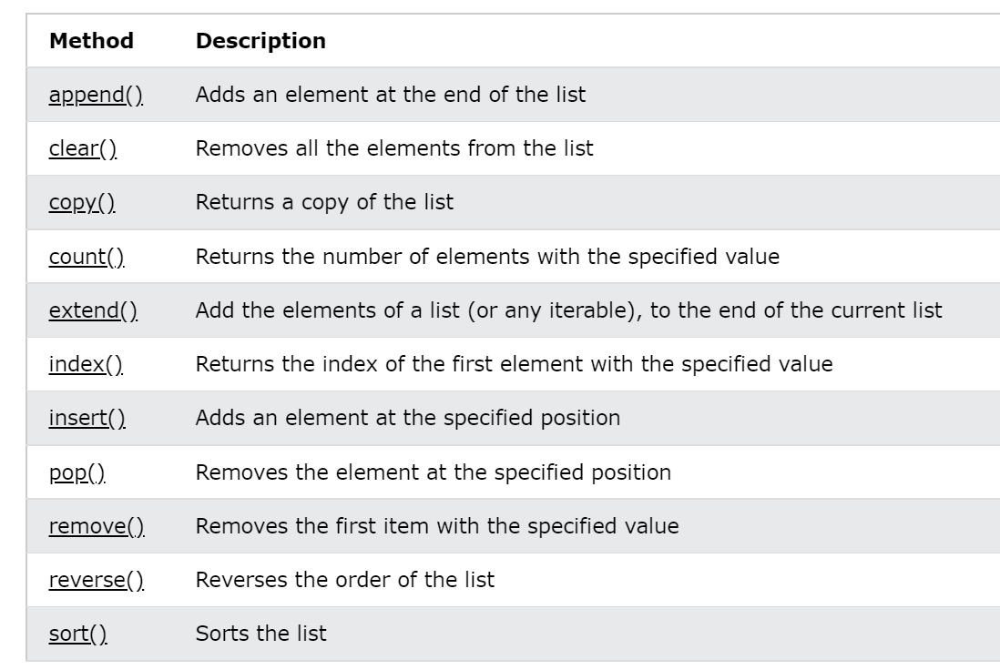 Method Description
append() Adds an element at the end of the list
clear() Removes all the elements from the list
copy() Returns a copy of the list
count() Returns the number of elements with the specified value
extend() Add the elements of a list (or any iterable), to the end of the current list
index() Returns the index of the first element with the specified value
insert() Adds an element at the specified position
pop() Removes the element at the specified position
remove() Removes the first item with the specified value
reverse() Reverses the order of the list
sort() Sorts the list